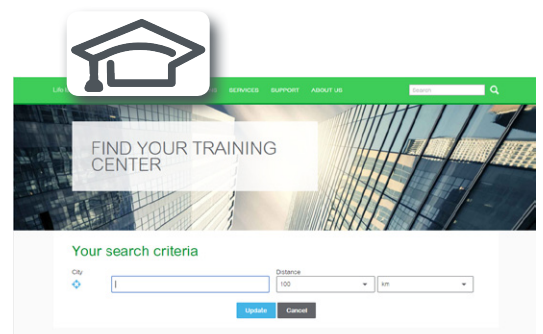 SERVICES SUPPORT ABOUT US Search
FIND YOUR TRAINING
CENTER
Your search criteria
City Distance
100 km
Update Cancel